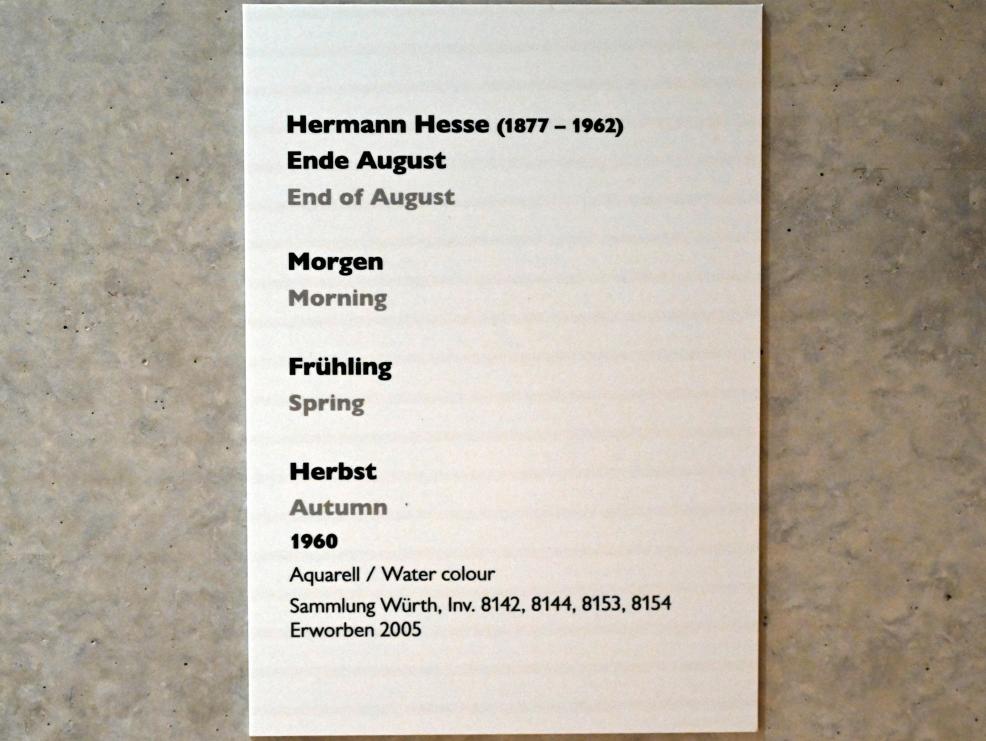 Hermann Hesse (1877 – 1962)
Ende August
End of August
Morgen
Morning
Frühling
Spring
Herbst
Autumn
1960
Aquarell / Water colour
Sammlung Würth, Inv. 8142, 8144, 8153, 8154
Erworben 2005